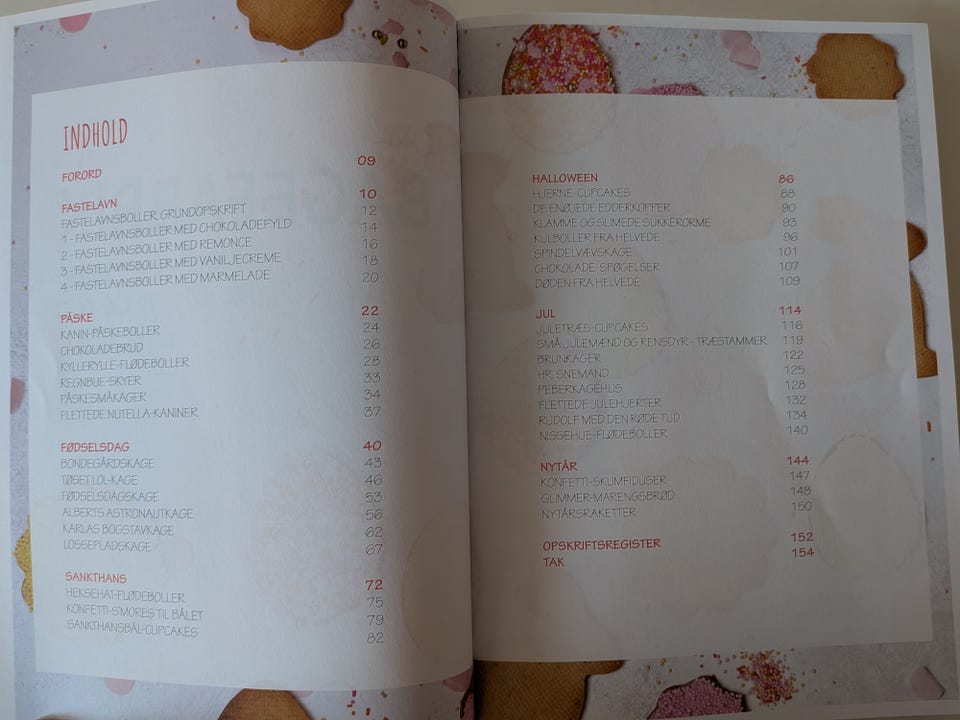 INDHOLD
FORORD 09
FASTELAVN 10
FASTELAVNSBOLLER, GRUNDOPSKRIFT 12
1 - FASTELAVNSBOLLER MED CHOKOLADEFYLD 14
2 - FASTELAVNSBOLLER MED REMONCE 16
3 - FASTELAVNSBOLLER MED VANILJECREME 18
4 - FASTELAVNSBOLLER MED MARMELADE 20
PÅSKE 22
KANIN-PÅSKEBOLLER 24
CHOKOLADEBRUD 26
KYLLERYLLE-FLØDEBOLLER 28
REGNBUE-SKYER 33
PÅSKESMÅKAGER 34
FLETTEDE NUTELLA-KANINER 37
FØDSELSDAG 40
BONDEGÅRDSKAGE 43
TØSET LOL-KAGE 46
FØDSELSDAGSKAGE 53
ALBERTS ASTRONAUTKAGE 56
KARLAS BOGSTAVKAGE 62
LOSSEPLADSKAGE 67
SANKTHANS 72
HEKSEHAT-FLØDEBOLLER 75
KONFETTI-S'MORES TIL BÅLET 79
SANKTHANSBÅL-CUPCAKES 82
HALLOWEEN 86
HJERNE-CUPCAKES 88
DE ENØJEDE EDDERKOPPER 90
KLAMME OG SLIMEDE SUKKERORME 93
KULBOLLER FRA HELVEDE 96
SPINDELVÆVSKAGE 101
CHOKOLADE-SPØGELSER 107
DØDEN FRA HELVEDE 109
JUL 114
JULETRÆS-CUPCAKES 116
SMÅ JULEMÆND OG RENSDYR - TRÆSTAMMER 119
BRUNKAGER 122
HR. SNEMAND 125
PEBERKAGEHUS 128
FLETTEDE JULEHJERTER 132
RUDOLF MED DEN RØDE TUD 134
NISSEHUE-FLØDEBOLLER 140
NYTÅR 144
KONFETTI-SKUMFIDUSER 147
GLIMMER-MARENGSBRØD 148
NYTÅRSRAKETTER 150
OPSKRIFTSREGISTER 152
TAK 154